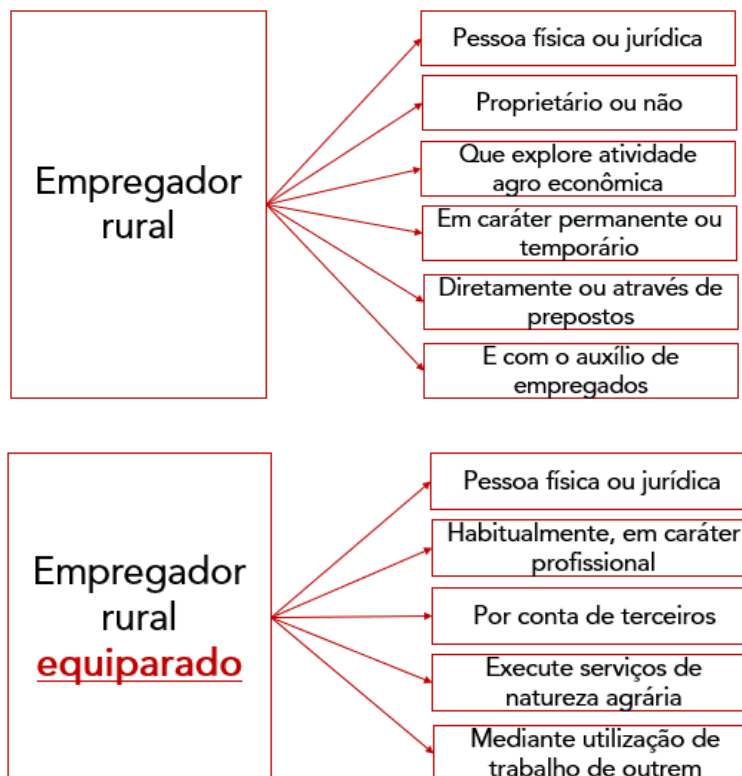 Empregador
rural
Pessoa física ou jurídica
Proprietário ou não
Que explore atividade
agro econômica
Em caráter permanente ou
temporário
Diretamente ou através de
prepostos
E com o auxílio de
empregados
Empregador
rural
equiparado
Pessoa física ou jurídica
Habitualmente, em caráter
profissional
Por conta de terceiros
Execute serviços de
natureza agrária
Mediante utilização de
trabalho de outrem